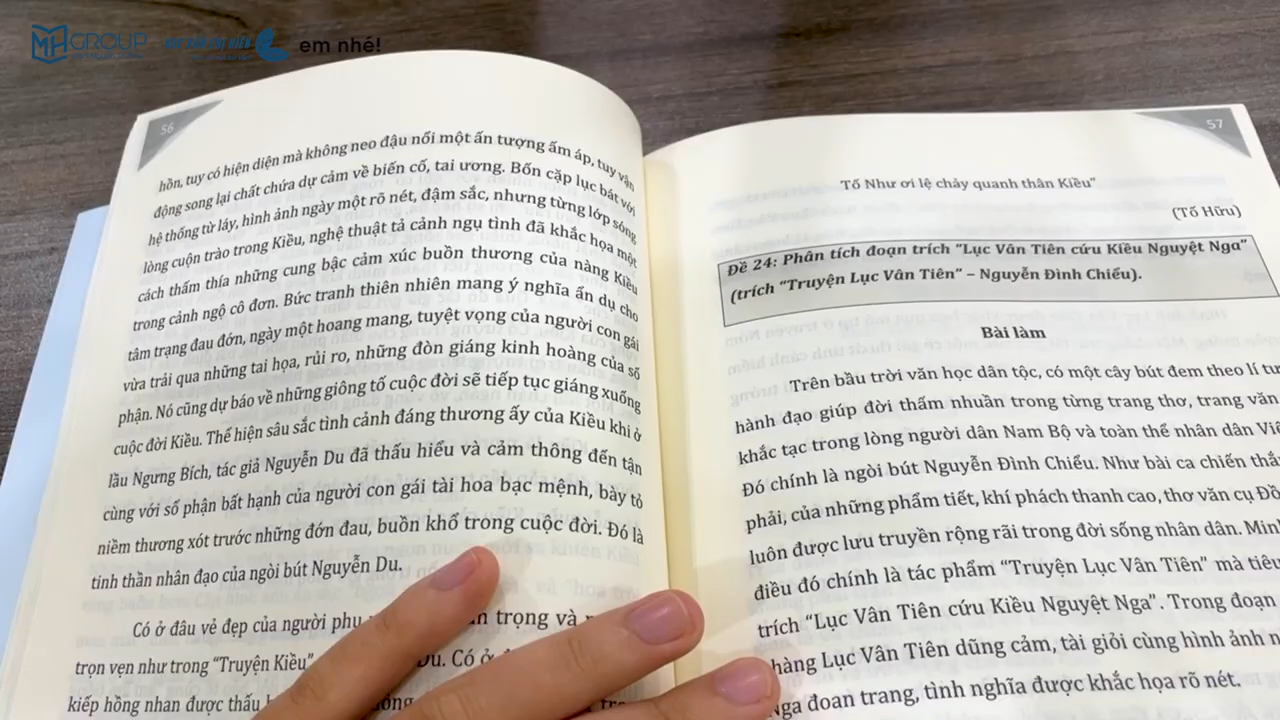 MH GROUP
em nhé!
56
hồn, tuy có hiện diện mà không neo đậu nổi một ấn tượng ấm áp, tuy vận
động song lại chất chứa dự cảm về biến cố, tai ương. Bốn cặp lục bát với
hệ thống từ láy, hình ảnh ngày một rõ nét, đậm sắc, nhưng từng lớp sóng
lòng cuộn trào trong Kiều, nghệ thuật tả cảnh ngụ tình đã khắc họa một
cách thấm thía những cung bậc cảm xúc buồn thương của nàng Kiều
trong cảnh ngộ cô đơn. Bức tranh thiên nhiên mang ý nghĩa ẩn dụ cho
tâm trạng đau đớn, ngày một hoang mang, tuyệt vọng của người con gái
vừa trải qua những tai họa, rủi ro, những đòn giáng kinh hoàng của số
phận. Nó cũng dự báo về những giông tố cuộc đời sẽ tiếp tục giáng xuống
cuộc đời Kiều. Thể hiện sâu sắc tình cảnh đáng thương ấy của Kiều khi ở
lầu Ngưng Bích, tác giả Nguyễn Du đã thấu hiểu và cảm thông đến tận
cùng với số phận bất hạnh của người con gái tài hoa bạc mệnh, bày tỏ
niềm thương xót trước những đớn đau, buồn khổ trong cuộc đời. Đó là
tinh thần nhân đạo của ngòi bút Nguyễn Du.
Có ở đâu vẻ đẹp của người phụ trọng và
trọn vẹn như trong "Truyện Kiều" Du. Có ở
kiếp hồng nhan được thấu
57
Tố Như ơi lệ chảy quanh thân Kiều"
(Tố Hữu)
Đề 24: Phân tích đoạn trích "Lục Vân Tiên cứu Kiều Nguyệt Nga"
(trích "Truyện Lục Vân Tiên" – Nguyễn Đình Chiểu).
Bài làm
Trên bầu trời văn học dân tộc, có một cây bút đem theo lí tư
hành đạo giúp đời thấm nhuần trong từng trang thơ, trang văn
khắc tạc trong lòng người dân Nam Bộ và toàn thể nhân dân Việ
Đó chính là ngòi bút Nguyễn Đình Chiểu. Như bài ca chiến thắ
phải, của những phẩm tiết, khí phách thanh cao, thơ văn cụ Đồ
luôn được lưu truyền rộng rãi trong đời sống nhân dân. Min
điều đó chính là tác phẩm "Truyện Lục Vân Tiên" mà tiêu
trích "Lục Vân Tiên cứu Kiều Nguyệt Nga". Trong đoạn
hàng Lục Vân Tiên dũng cảm, tài giỏi cùng hình ảnh n
Nga đoan trang, tình nghĩa được khắc họa rõ nét.